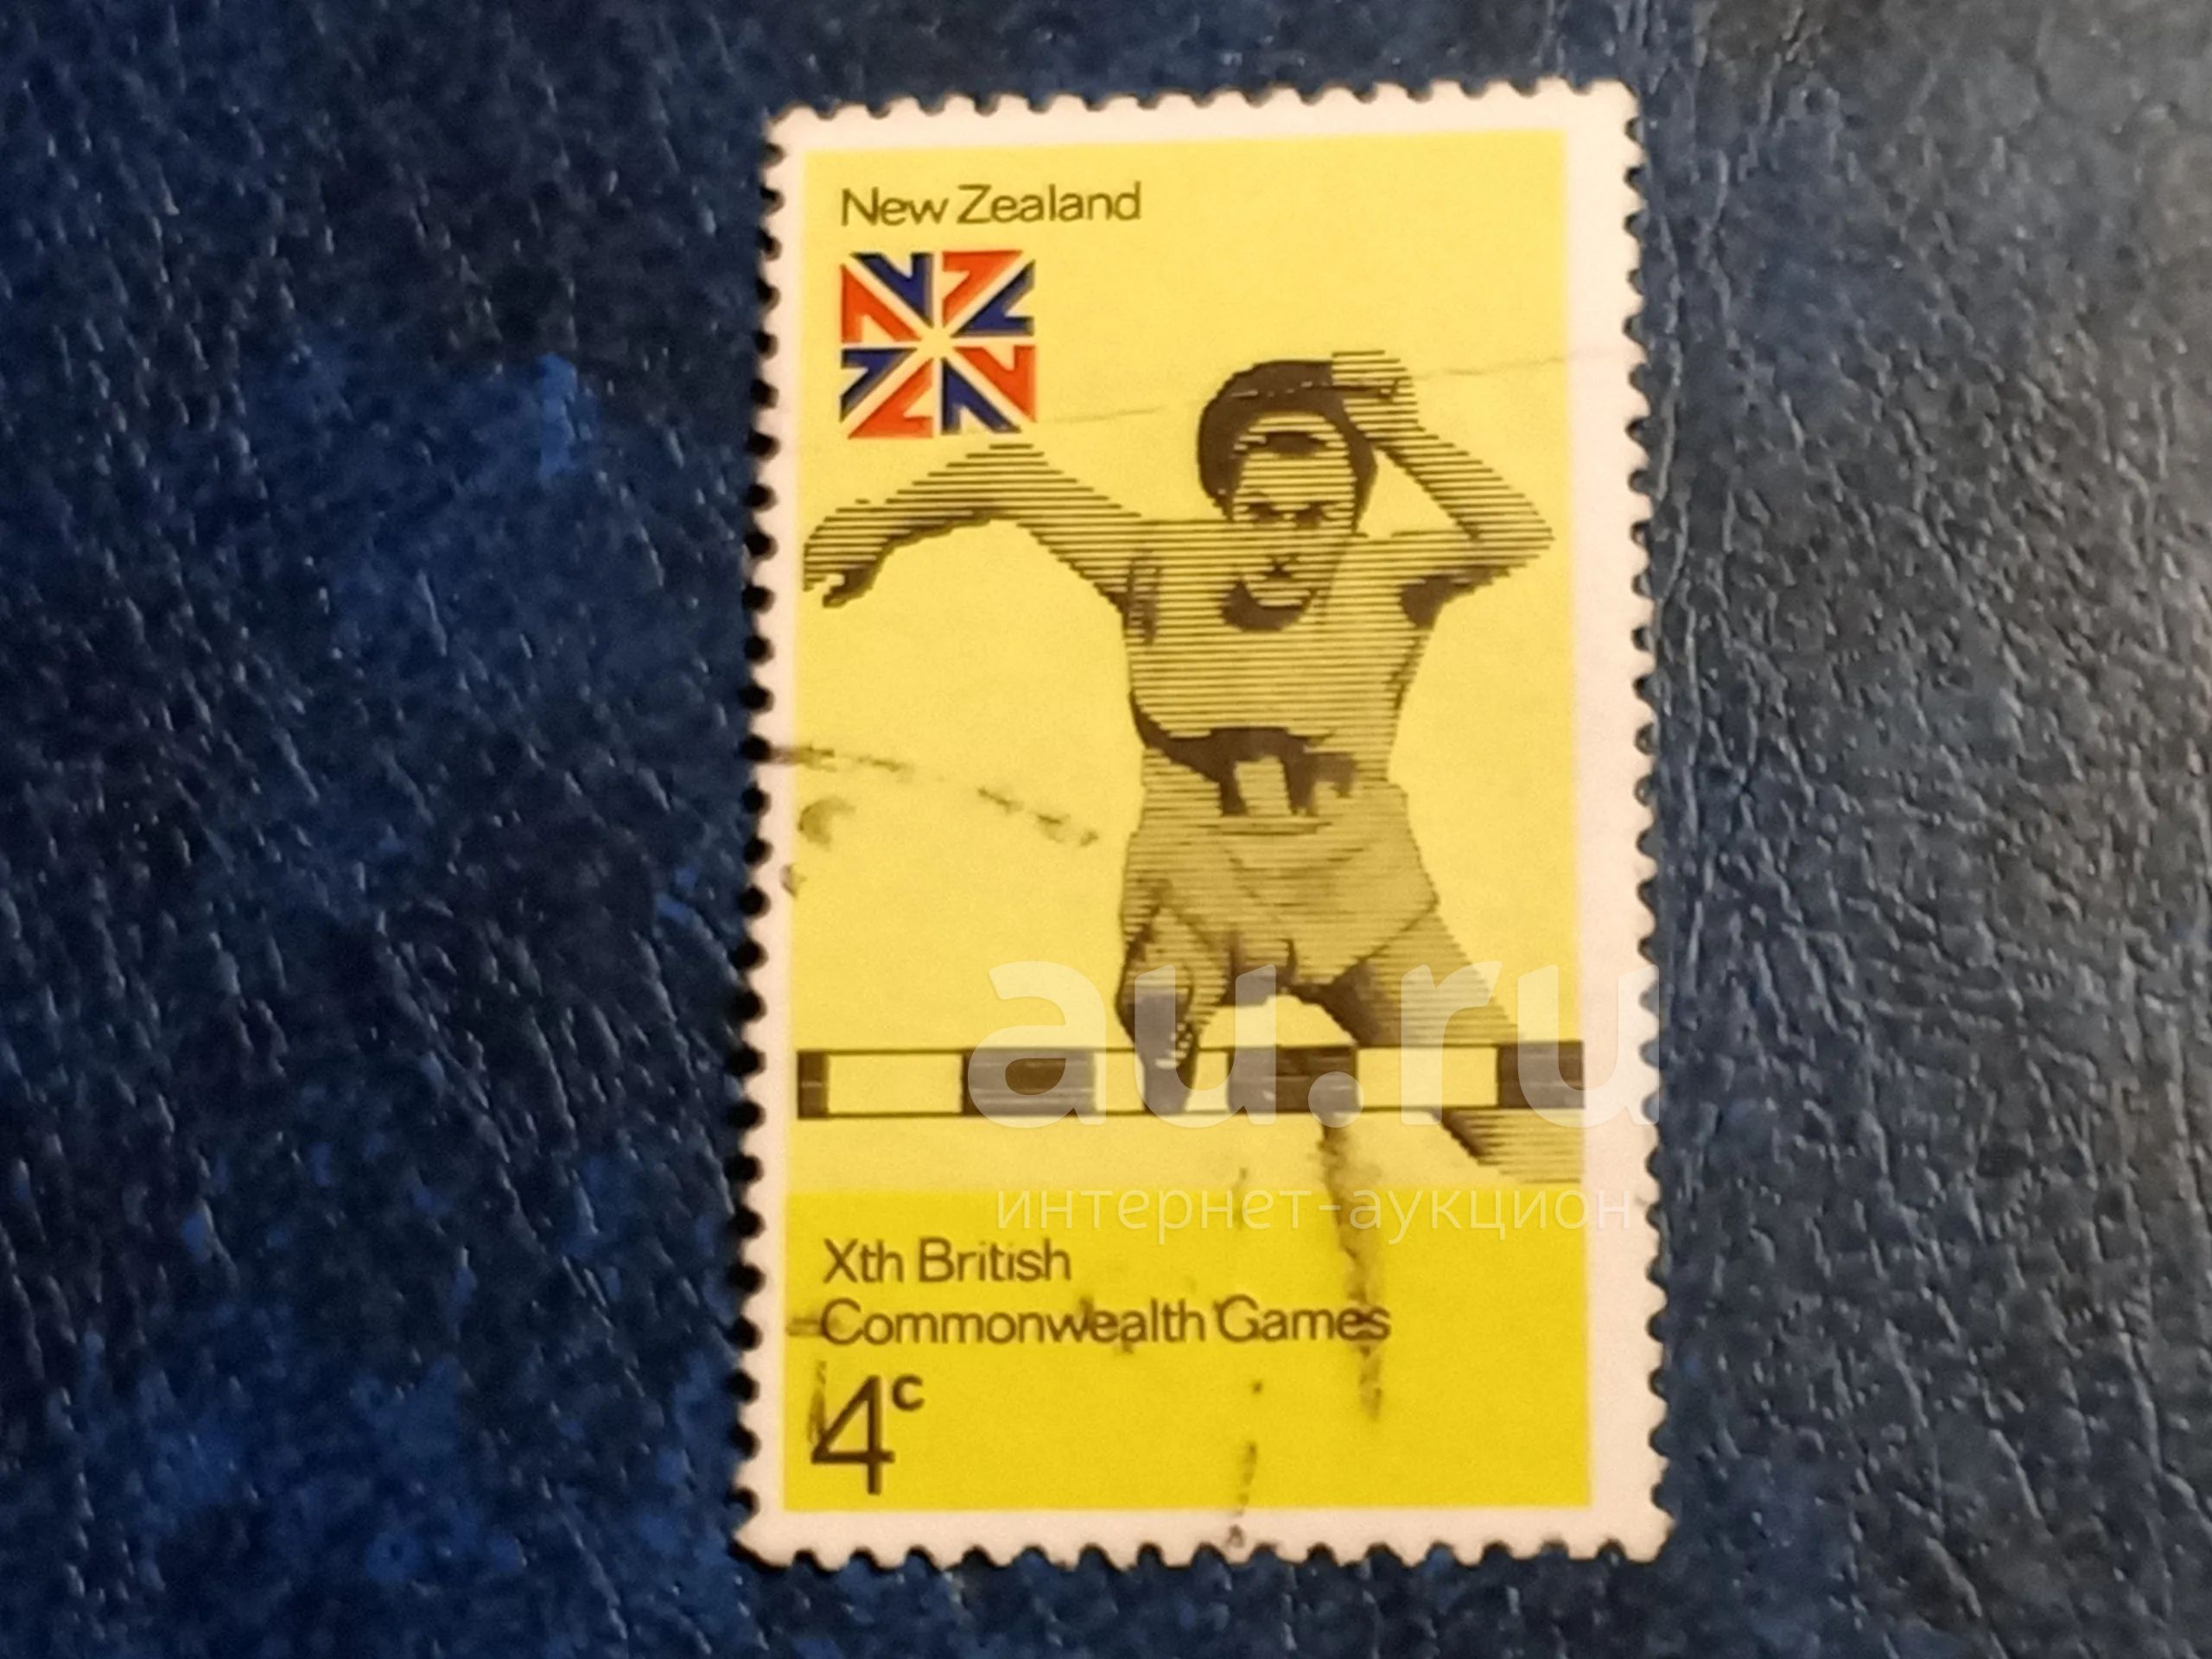 New Zealand
au.ru
интернет-аукцион
Xth British
Commonwealth Games
4c